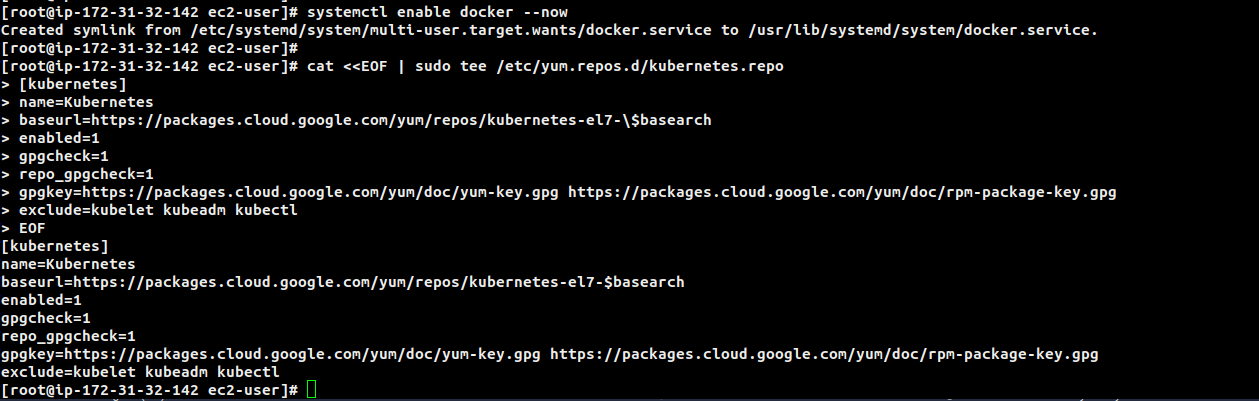 [root@ip-172-31-32-142 ec2-user]# systemctl enable docker --now
Created symlink from /etc/systemd/system/multi-user.target.wants/docker.service to /usr/lib/systemd/system/docker.service.
[root@ip-172-31-32-142 ec2-user]#
[root@ip-172-31-32-142 ec2-user]# cat <<EOF | sudo tee /etc/yum.repos.d/kubernetes.repo
> [kubernetes]
> name=Kubernetes
> baseurl=https://packages.cloud.google.com/yum/repos/kubernetes-el7-\$basearch
> enabled=1
> gpgcheck=1
> repo_gpgcheck=1
> gpgkey=https://packages.cloud.google.com/yum/doc/yum-key.gpg https://packages.cloud.google.com/yum/doc/rpm-package-key.gpg
> exclude=kubelet kubeadm kubectl
> EOF
[kubernetes]
name=Kubernetes
baseurl=https://packages.cloud.google.com/yum/repos/kubernetes-el7-$basearch
enabled=1
gpgcheck=1
repo_gpgcheck=1
gpgkey=https://packages.cloud.google.com/yum/doc/yum-key.gpg https://packages.cloud.google.com/yum/doc/rpm-package-key.gpg
exclude=kubelet kubeadm kubectl
[root@ip-172-31-32-142 ec2-user]#